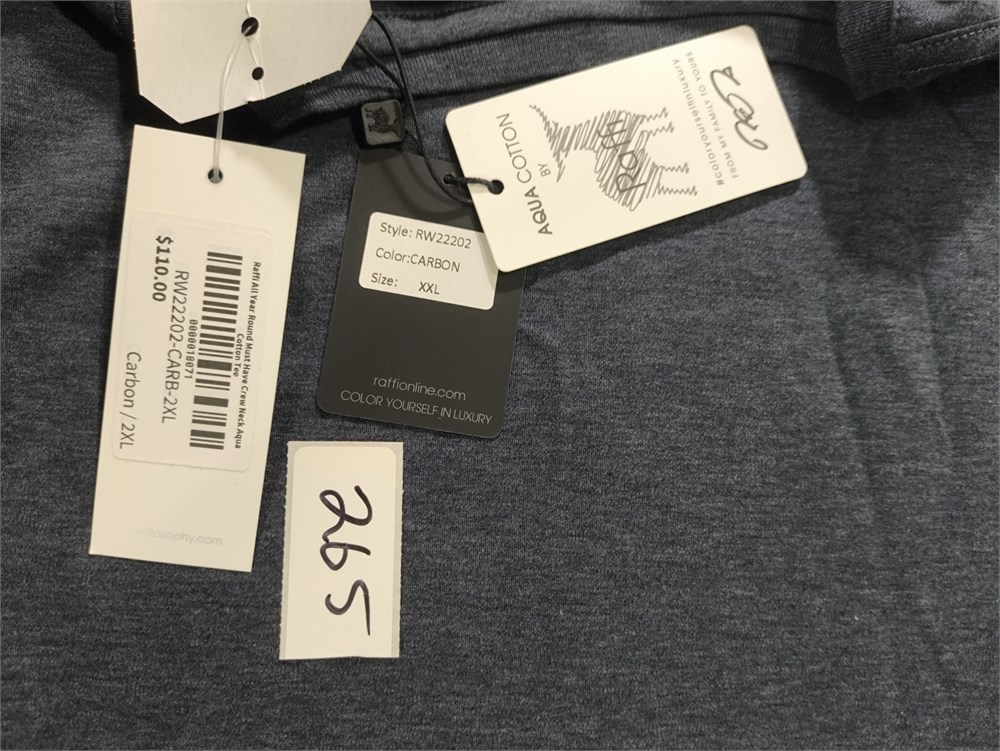 Raffi All Year Round Must Have Crew Neck Aqua
Cotton Tee
0000018071
RW22202-CARB-2XL
$110.00
Carbon / 2XL
Style: RW22202
Color:CARBON
Size: XXL
raffionline.com
COLOR YOURSELF IN LUXURY
AQUA COTTON
BY
Raffi
#coloryourselfinluxury
FROM MY FAMILY TO YOURS
265